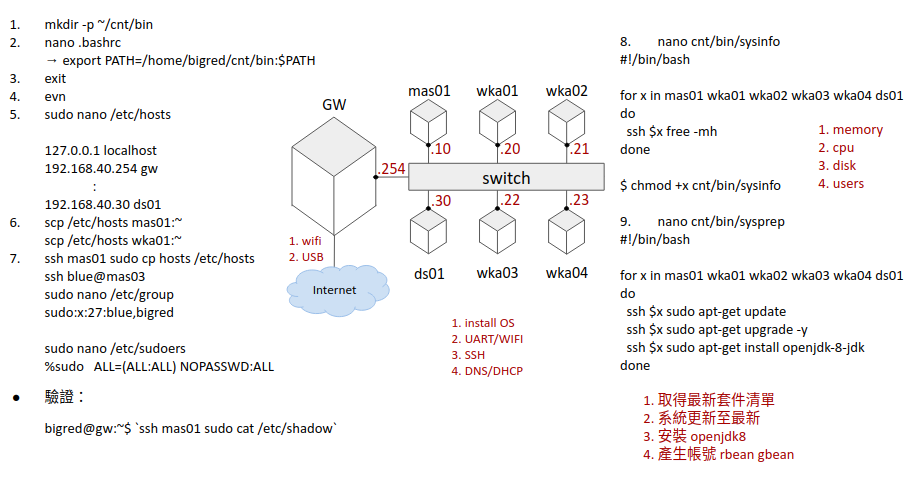 1. mkdir -p ~/cnt/bin
2. nano .bashrc
→ export PATH=/home/bigred/cnt/bin:$PATH
3. exit
4. evn
5. sudo nano /etc/hosts
127.0.0.1 localhost
192.168.40.254 gw
:
192.168.40.30 ds01
6. scp /etc/hosts mas01:~
scp /etc/hosts wka01:~
7. ssh mas01 sudo cp hosts /etc/hosts
ssh blue@mas03
sudo nano /etc/group
sudo:x:27:blue,bigred
sudo nano /etc/sudoers
%sudo ALL=(ALL:ALL) NOPASSWD:ALL
● 驗證：
bigred@gw:~$ `ssh mas01 sudo cat /etc/shadow`
GW
mas01 wka01 wka02
.10 .20 .21
.254
switch
.30 .22 .23
ds01 wka03 wka04
1. wifi
2. USB
Internet
1. install OS
2. UART/WIFI
3. SSH
4. DNS/DHCP
8. nano cnt/bin/sysinfo
#!/bin/bash
for x in mas01 wka01 wka02 wka03 wka04 ds01
do
ssh $x free -mh
done
1. memory
2. cpu
3. disk
4. users
$ chmod +x cnt/bin/sysinfo
9. nano cnt/bin/sysprep
#!/bin/bash
for x in mas01 wka01 wka02 wka03 wka04 ds01
do
ssh $x sudo apt-get update
ssh $x sudo apt-get upgrade -y
ssh $x sudo apt-get install openjdk-8-jdk
done
1. 取得最新套件清單
2. 系統更新至最新
3. 安裝 openjdk8
4. 產生帳號 rbean gbean